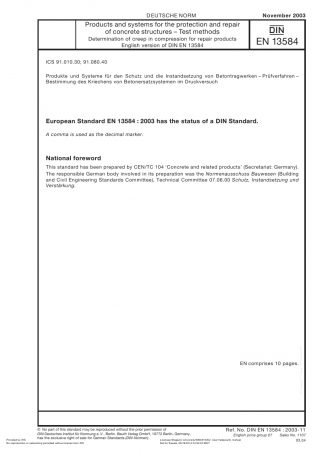 DEUTSCHE NORM
November 2003
Products and systems for the protection and repair
of concrete structures – Test methods
Determination of creep in compression for repair products
English version of DIN EN 13584
DIN
EN 13584
ICS 91.010.30; 91.080.40
Produkte und Systeme für den Schutz und die Instandsetzung von Betontragwerken – Prüfverfahren –
Bestimmung des Kriechens von Betonersatzsystemen im Druckversuch
European Standard EN 13584 : 2003 has the status of a DIN Standard.
A comma is used as the decimal marker.
National foreword
This standard has been prepared by CEN/TC 104 ‘Concrete and related products’ (Secretariat: Germany).
The responsible German body involved in its preparation was the Normenausschuss Bauwesen (Building
and Civil Engineering Standards Committee), Technical Committee 07.06.00 Schutz, Instandsetzung und
Verstärkung.
EN comprises 10 pages.
© No part of this standard may be reproduced without the prior permission of
DIN Deutsches Institut für Normung e. V., Berlin. Beuth Verlag GmbH, 10772 Berlin, Germany,
has the exclusive right of sale for German Standards (DIN-Normen).
Ref. No. DIN EN 13584 : 2003-11
English price group 07 Sales No. 1107
03.04